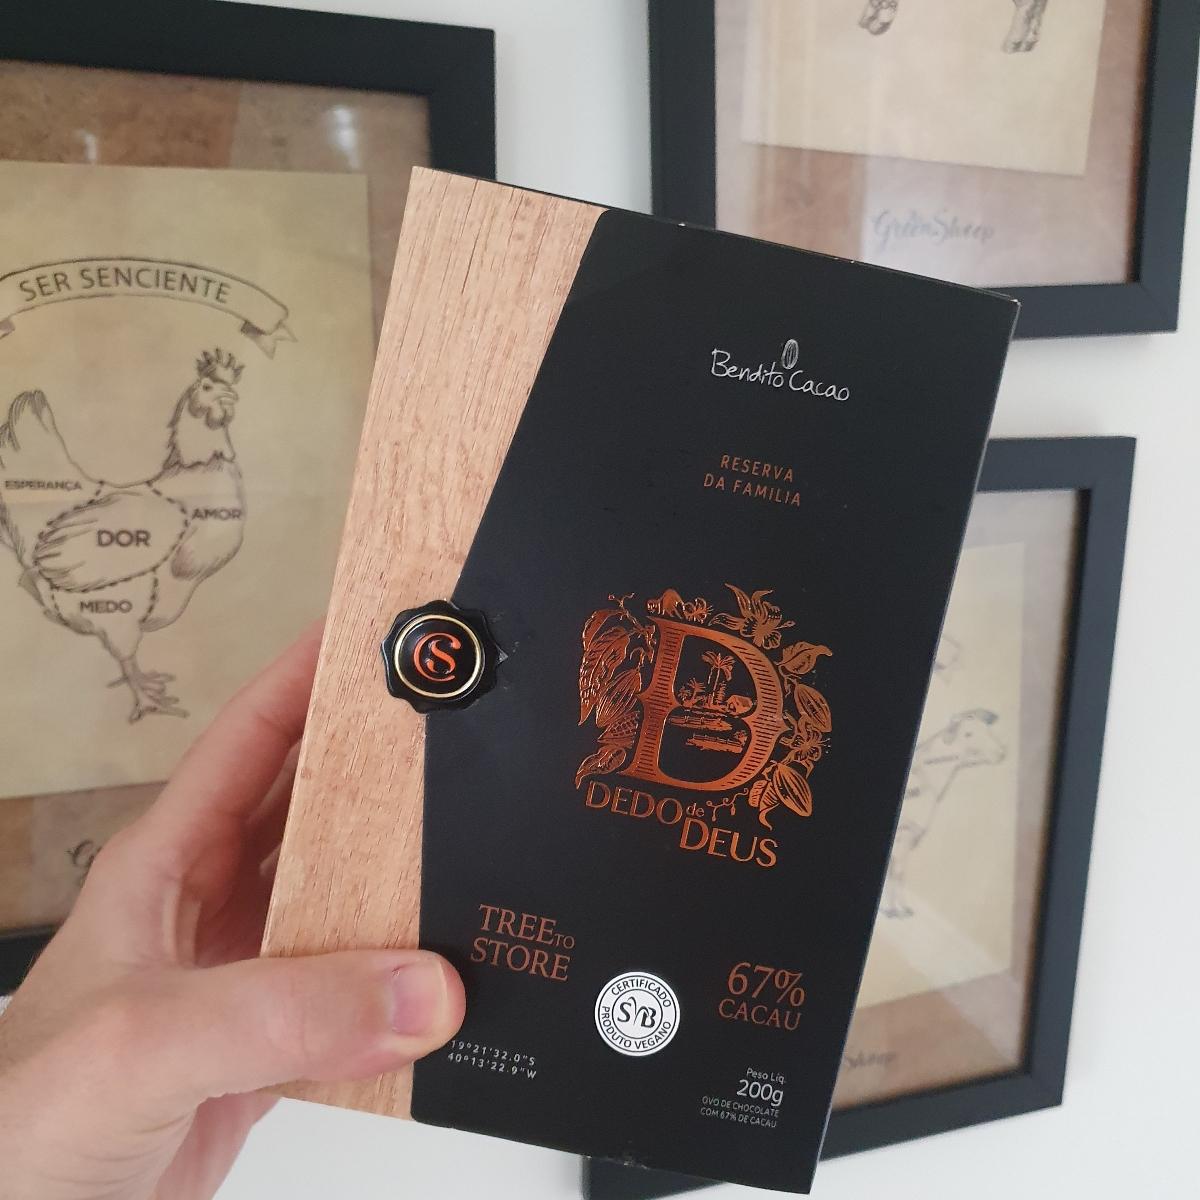 SER SENCIENTE
ESPERANÇA
DOR
AMOR
MEDO
GreenSheep
Bendito Cacao
RESERVA
DA FAMILIA
CS
D
DEDO de
DEUS
TREE TO
STORE
67%
CACAU
CERTIFICADO
SVB
PRODUTO VEGANO
19°21'32.0"S
40°13'22.9"W
Peso Líq.
200g
OVO DE CHOCOLATE
COM 67% DE CACAU